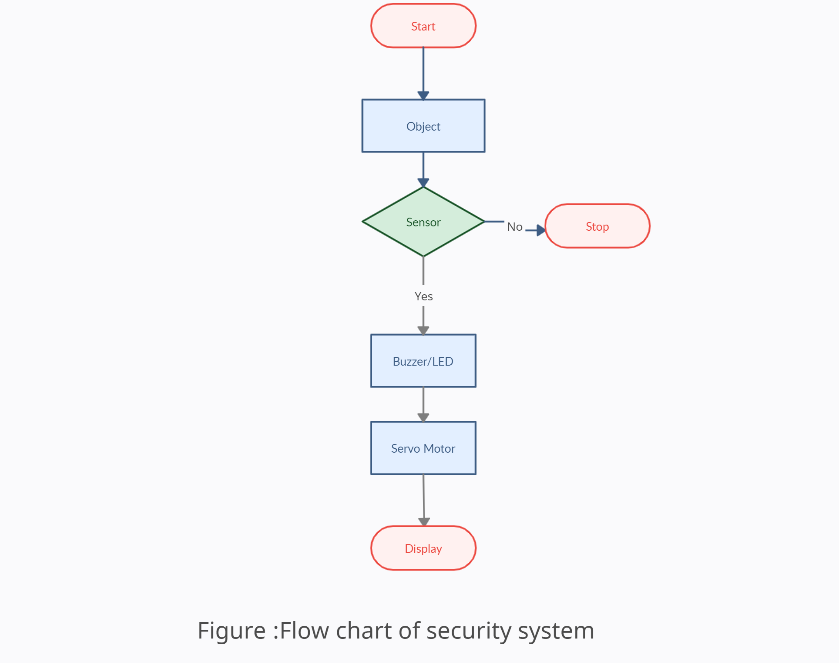 Start
Object
Sensor
No
Stop
Yes
Buzzer/LED
Servo Motor
Display
Figure :Flow chart of security system